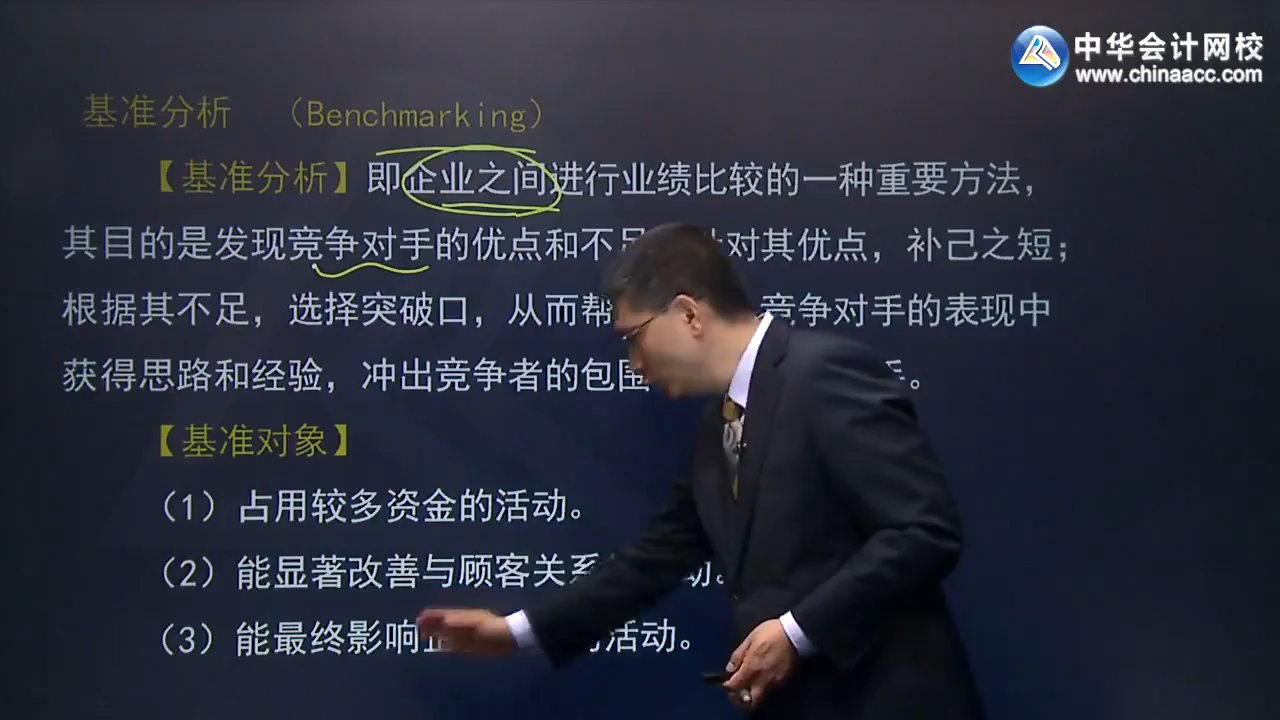 中华会计网校
www.chinaacc.com
基准分析 （Benchmarking）
【基准分析】即企业之间进行业绩比较的一种重要方法，
其目的是发现竞争对手的优点和不 对其优点，补己之短；
根据其不足，选择突破口，从而帮 竞争对手的表现中
获得思路和经验，冲出竞争者的包围 。
【基准对象】
（1）占用较多资金的活动。
（2）能显著改善与顾客关系 动。
（3）能最终影响 活动。